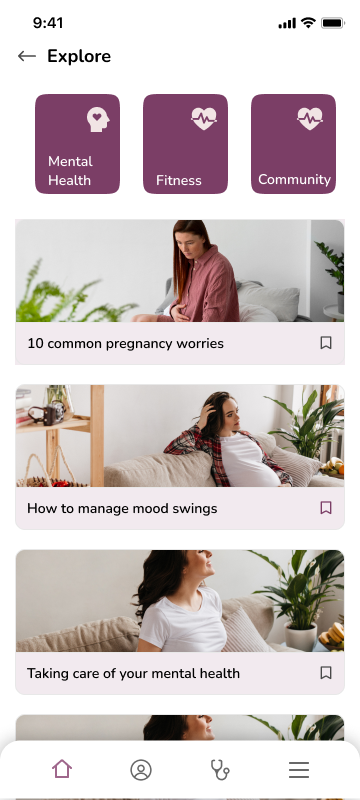 9:41
Explore
Mental
Health
Fitness
Community
10 common pregnancy worries
How to manage mood swings
Taking care of your mental health